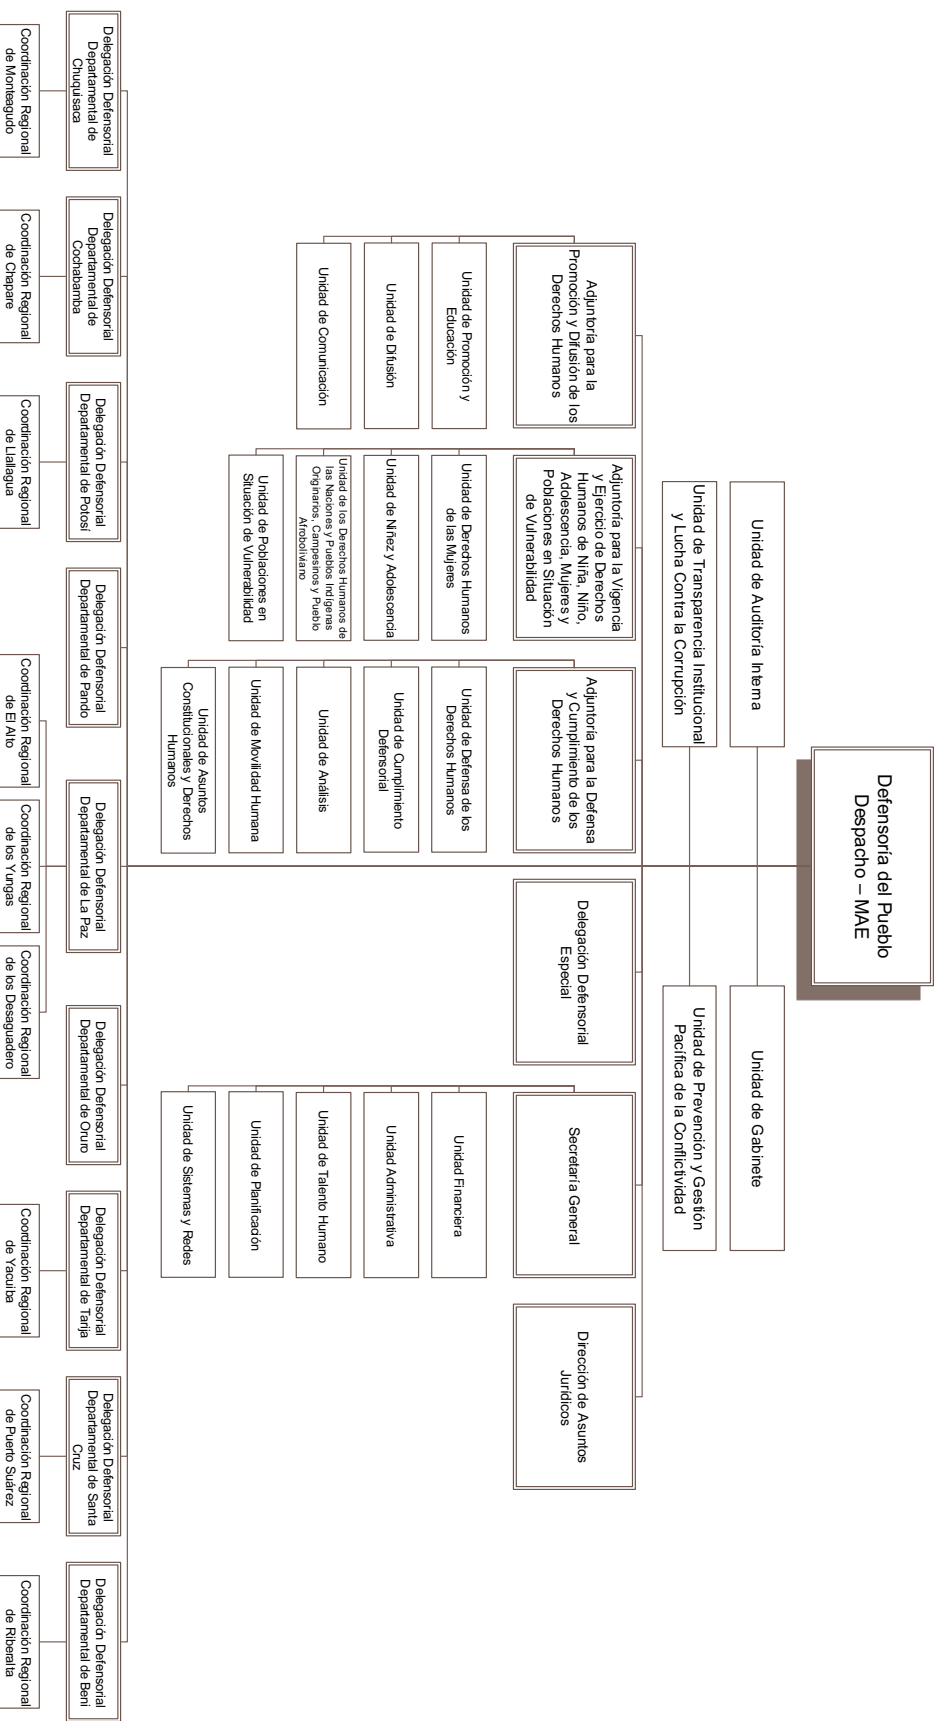 Defensoría del Pueblo
Despacho – MAE
Unidad de Auditoría Interna
Unidad de Gabinete
Unidad de Transparencia Institucional
y Lucha Contra la Corrupción
Unidad de Prevención y Gestión
Pacífica de la Conflictividad
Adjuntoría para la
Promoción y Difusión de los
Derechos Humanos
Adjuntoría para la Vigencia
y Ejercicio de Derechos
Humanos de Niña, Niño,
Adolescencia, Mujeres y
Poblaciones en Situación
de Vulnerabilidad
Adjuntoría para la Defensa
y Cumplimiento de los
Derechos Humanos
Delegación Defensorial
Especial
Secretaría General
Dirección de Asuntos
Jurídicos
Unidad de Promoción y
Educación
Unidad de Difusión
Unidad de Comunicación
Unidad de Derechos Humanos
de las Mujeres
Unidad de Niñez y Adolescencia
Unidad de los Derechos Humanos de
las Naciones y Pueblos Indígenas
Originarios, Campesinos y Pueblo
Afroboliviano
Unidad de Poblaciones en
Situación de Vulnerabilidad
Unidad de Defensa de los
Derechos Humanos
Unidad de Cumplimiento
Defensorial
Unidad de Análisis
Unidad de Movilidad Humana
Unidad de Asuntos
Constitucionales y Derechos
Humanos
Unidad Financiera
Unidad Administrativa
Unidad de Talento Humano
Unidad de Planificación
Unidad de Sistemas y Redes
Delegación Defensorial
Departamental de
Chuquisaca
Delegación Defensorial
Departamental de
Cochabamba
Delegación Defensorial
Departamental de Potosí
Delegación Defensorial
Departamental de Pando
Delegación Defensorial
Departamental de La Paz
Delegación Defensorial
Departamental de Oruro
Delegación Defensorial
Departamental de Tarija
Delegación Defensorial
Departamental de Santa
Cruz
Delegación Defensorial
Departamental de Beni
Coordinación Regional
de Monteagudo
Coordinación Regional
de Chapare
Coordinación Regional
de Llallagua
Coordinación Regional
de El Alto
Coordinación Regional
de los Yungas
Coordinación Regional
de los Desaguadero
Coordinación Regional
de Yacuiba
Coordinación Regional
de Puerto Suárez
Coordinación Regional
de Riberalta